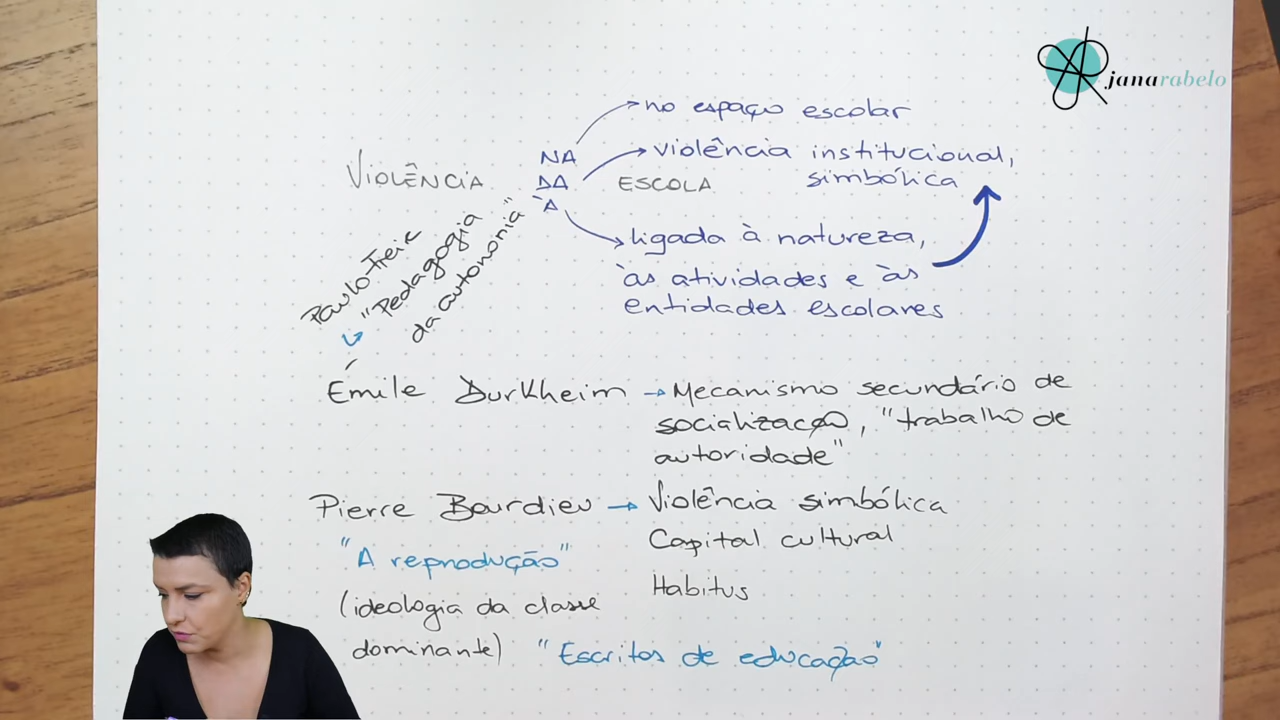 janarabelo
no espaço escolar
NA
violência institucional,
VIOLÊNCIA
DA
ESCOLA
simbólica
`A
ligada à natureza,
às atividades e às
entidades escolares
Paulo Freire
"Pedagogia
da autonomia"
Émile Durkheim → Mecanismo secundário de
socialização, "trabalho de
autoridade"
Pierre Bourdieu → Violência simbólica
Capital cultural
"A reprodução"
Habitus
(ideologia da classe
dominante)
"Escritos de educação"